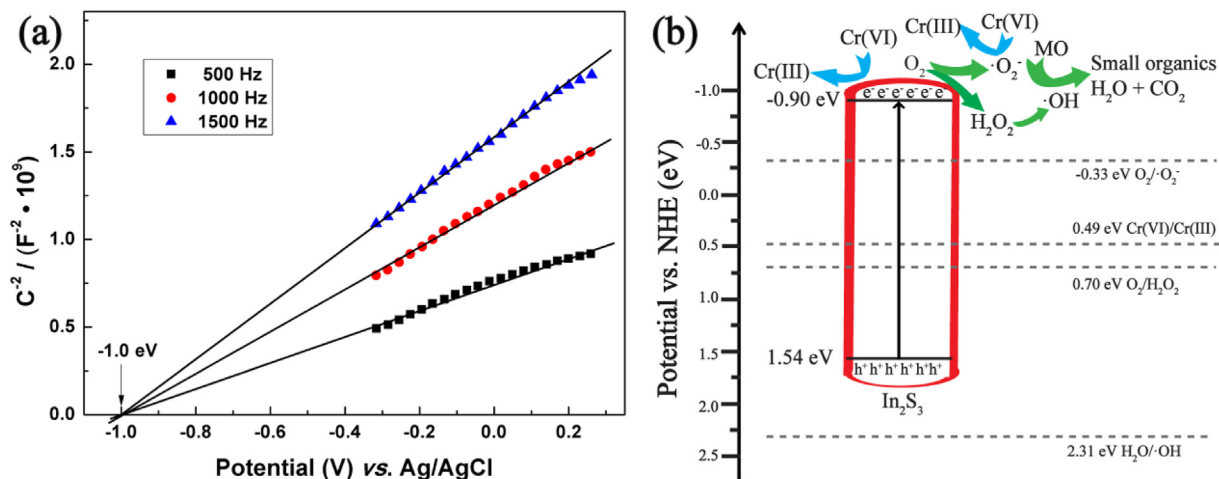 (a)
500 Hz
1000 Hz
1500 Hz
C⁻² / (F⁻² • 10⁹)
2.0
1.5
1.0
0.5
0.0
-1.0 eV
-1.0 -0.8 -0.6 -0.4 -0.2 0.0 0.2
Potential (V) vs. Ag/AgCl
(b)
Potential vs. NHE (eV)
-1.0
-0.5
0.0
0.5
1.0
1.5
2.0
2.5
Cr(VI)
Cr(III)
Cr(III)
Cr(VI)
O₂
·O₂⁻
MO
H₂O₂
·OH
Small organics
H₂O + CO₂
-0.90 eV
e⁻ e⁻ e⁻ e⁻ e⁻ e⁻
-0.33 eV O₂/·O₂⁻
0.49 eV Cr(VI)/Cr(III)
0.70 eV O₂/H₂O₂
1.54 eV
h⁺ h⁺ h⁺ h⁺ h⁺ h⁺
In₂S₃
2.31 eV H₂O/·OH